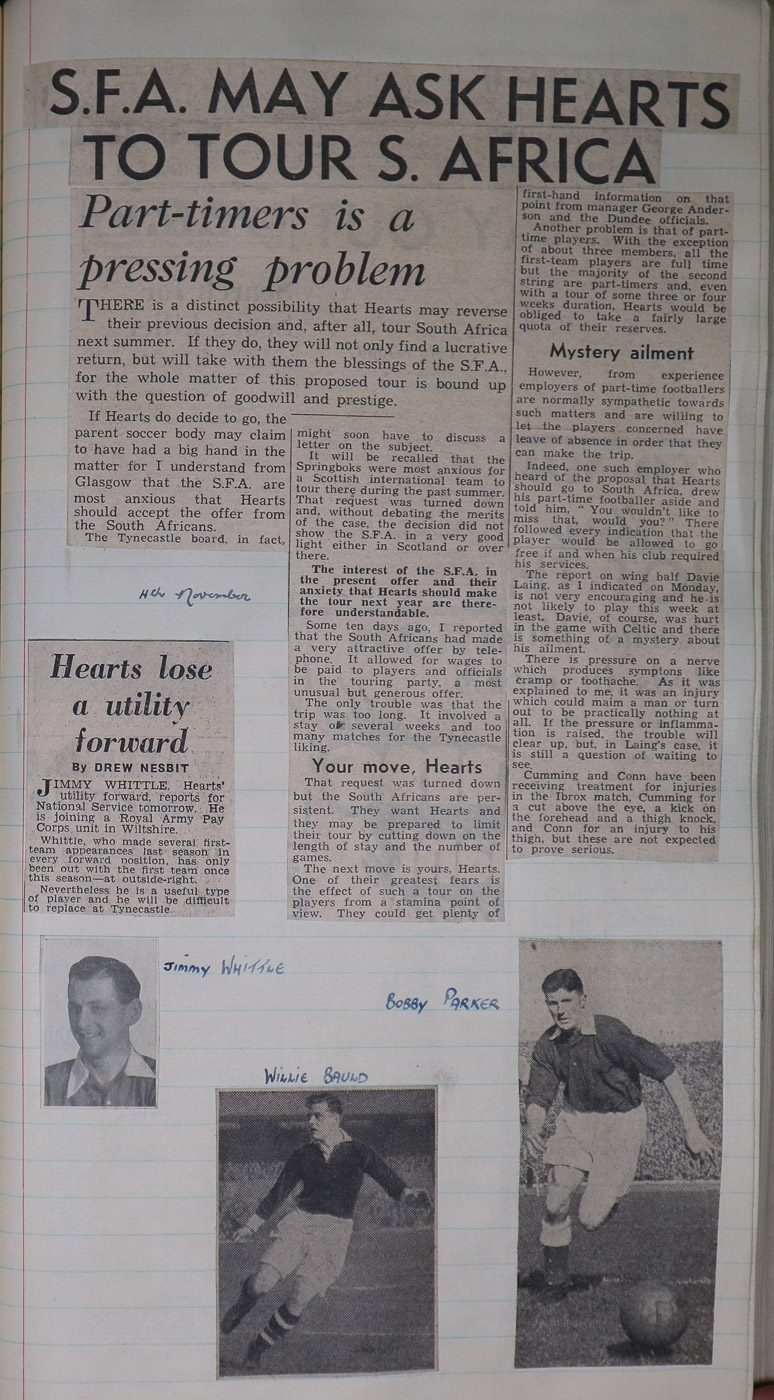 S.F.A. MAY ASK HEARTS
TO TOUR S. AFRICA
Part-timers is a
pressing problem
THERE is a distinct possibility that Hearts may reverse
their previous decision and, after all, tour South Africa
next summer. If they do, they will not only find a lucrative
return, but will take with them the blessings of the S.F.A.,
for the whole matter of this proposed tour is bound up
with the question of goodwill and prestige.
If Hearts do decide to go, the
parent soccer body may claim
to have had a big hand in the
matter for I understand from
Glasgow that the S.F.A. are
most anxious that Hearts
should accept the offer from
the South Africans.
The Tynecastle board, in fact,
might soon have to discuss a
letter on the subject.
It will be recalled that the
Springboks were most anxious for
a Scottish international team to
tour there during the past summer.
That request was turned down
and, without debating the merits
of the case, the decision did not
show the S.F.A. in a very good
light either in Scotland or over
there.
The interest of the S.F.A. in
the present offer and their
anxiety that Hearts should make
the tour next year are there-
fore understandable.
Some ten days ago, I reported
that the South Africans had made
a very attractive offer by tele-
phone. It allowed for wages to
be paid to players and officials
in the touring party, a most
unusual but generous offer.
The only trouble was that the
trip was too long. It involved a
stay of several weeks and too
many matches for the Tynecastle
liking.
Your move, Hearts
That request was turned down
but the South Africans are per-
sistent. They want Hearts and
they may be prepared to limit
their tour by cutting down on the
length of stay and the number of
games.
The next move is yours, Hearts.
One of their greatest fears is
the effect of such a tour on the
players from a stamina point of
view. They could get plenty of
first-hand information on that
point from manager George Ander-
son and the Dundee officials.
Another problem is that of part-
time players. With the exception
of about three members, all the
first-team players are full time
but the majority of the second
string are part-timers and, even
with a tour of some three or four
weeks duration, Hearts would be
obliged to take a fairly large
quota of their reserves.
Mystery ailment
However, from experience
employers of part-time footballers
are normally sympathetic towards
such matters and are willing to
let the players concerned have
leave of absence in order that they
can make the trip.
Indeed, one such employer who
heard of the proposal that Hearts
should go to South Africa, drew
his part-time footballer aside and
told him, "You wouldn't like to
miss that, would you?" There
followed every indication that the
player would be allowed to go
free if and when his club required
his services.
The report on wing half Davie
Laing, as I indicated on Monday,
is not very encouraging and he is
not likely to play this week at
least. Davie, of course, was hurt
in the game with Celtic and there
is something of a mystery about
his ailment.
There is pressure on a nerve
which produces symptons like
cramp or toothache. As it was
explained to me, it was an injury
which could maim a man or turn
out to be practically nothing at
all. If the pressure or inflamma-
tion is raised, the trouble will
clear up, but, in Laing's case, it
is still a question of waiting to
see.
Cumming and Conn have been
receiving treatment for injuries
in the Ibrox match, Cumming for
a cut above the eye, a kick on
the forehead and a thigh knock,
and Conn for an injury to his
thigh, but these are not expected
to prove serious.
4th November
Hearts lose
a utility
forward
By DREW NESBIT
JIMMY WHITTLE, Hearts'
utility forward, reports for
National Service tomorrow. He
is joining a Royal Army Pay
Corps unit in Wiltshire.
Whittle, who made several first-
team appearances last season in
every forward position, has only
been out with the first team once
this season—at outside-right.
Nevertheless he is a useful type
of player and he will be difficult
to replace at Tynecastle.
Jimmy WHITTLE
BOBBY PARKER
WILLIE BAULD